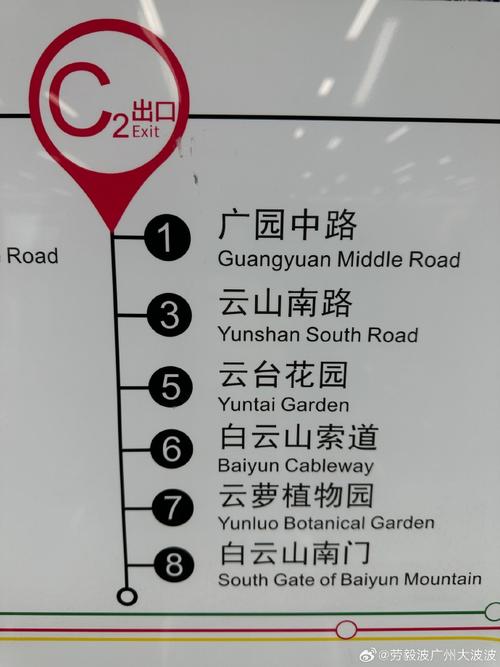 C2 出口
Exit
Road
1 广园中路
Guangyuan Middle Road
3 云山南路
Yunshan South Road
5 云台花园
Yuntai Garden
6 白云山索道
Baiyun Cableway
7 云萝植物园
Yunluo Botanical Garden
8 白云山南门
South Gate of Baiyun Mountain
@劳毅波广州大波波